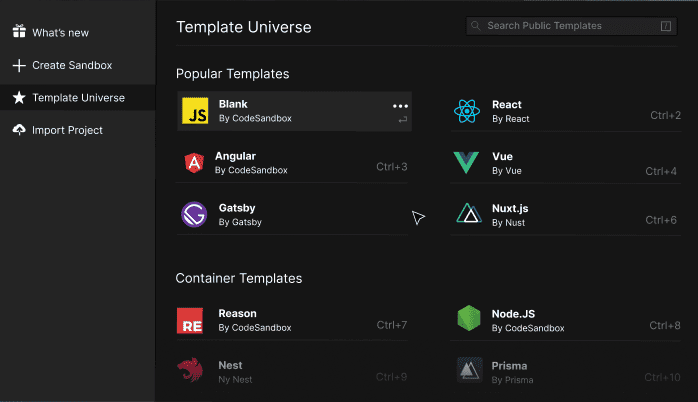 What's new
Create Sandbox
Template Universe
Import Project
Template Universe
Search Public Templates
/
Popular Templates
JS
Blank
By CodeSandbox
React
By React
Ctrl+2
A
Angular
By CodeSandbox
Ctrl+3
Vue
By Vue
Ctrl+4
Gatsby
By Gatsby
Nuxt.js
By Nust
Ctrl+6
Container Templates
RE
Reason
By CodeSandbox
Ctrl+7
Node.JS
By CodeSandbox
Ctrl+8
Nest
Ny Nest
Ctrl+9
Prisma
By Prisma
Ctrl+10